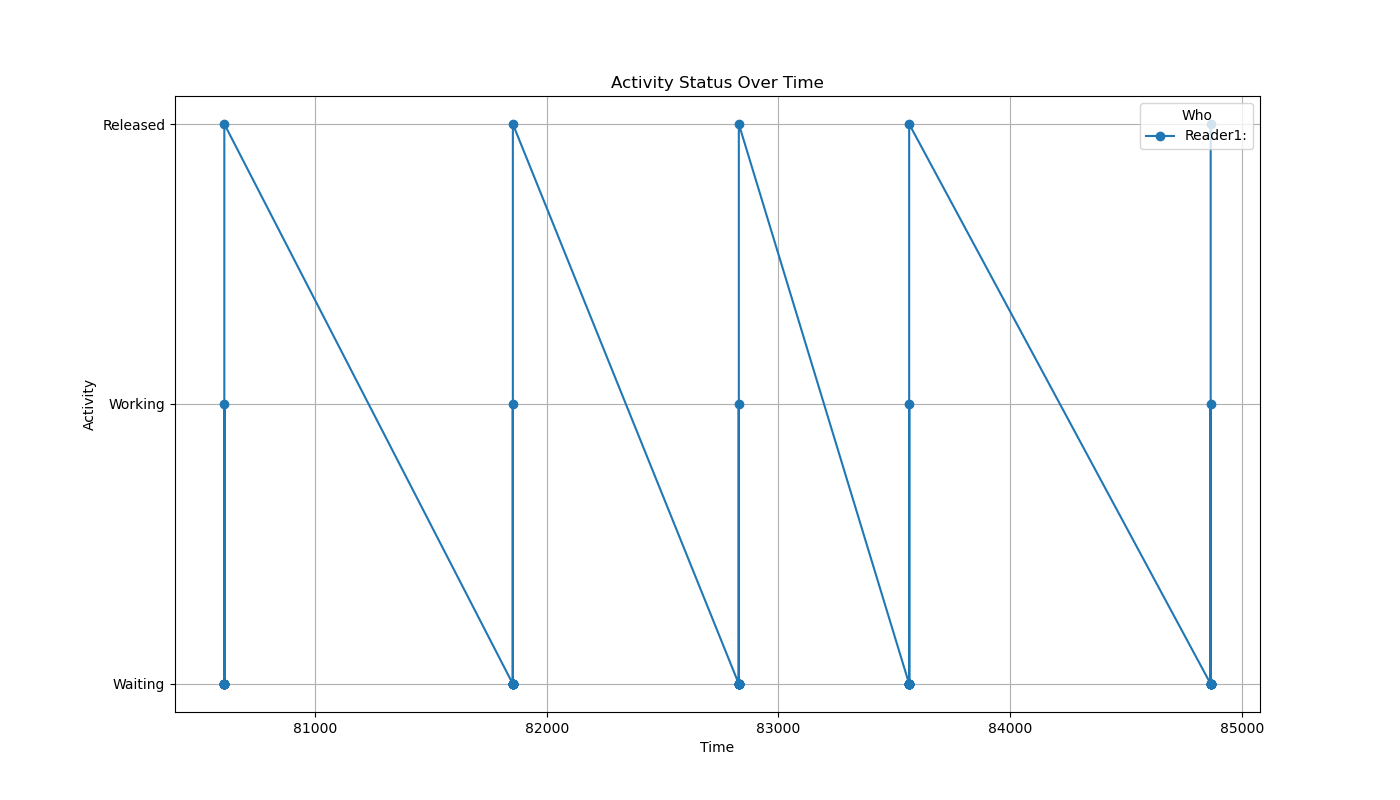 Activity Status Over Time
Who
Reader1:
Released
Working
Waiting
Activity
81000
82000
83000
84000
85000
Time